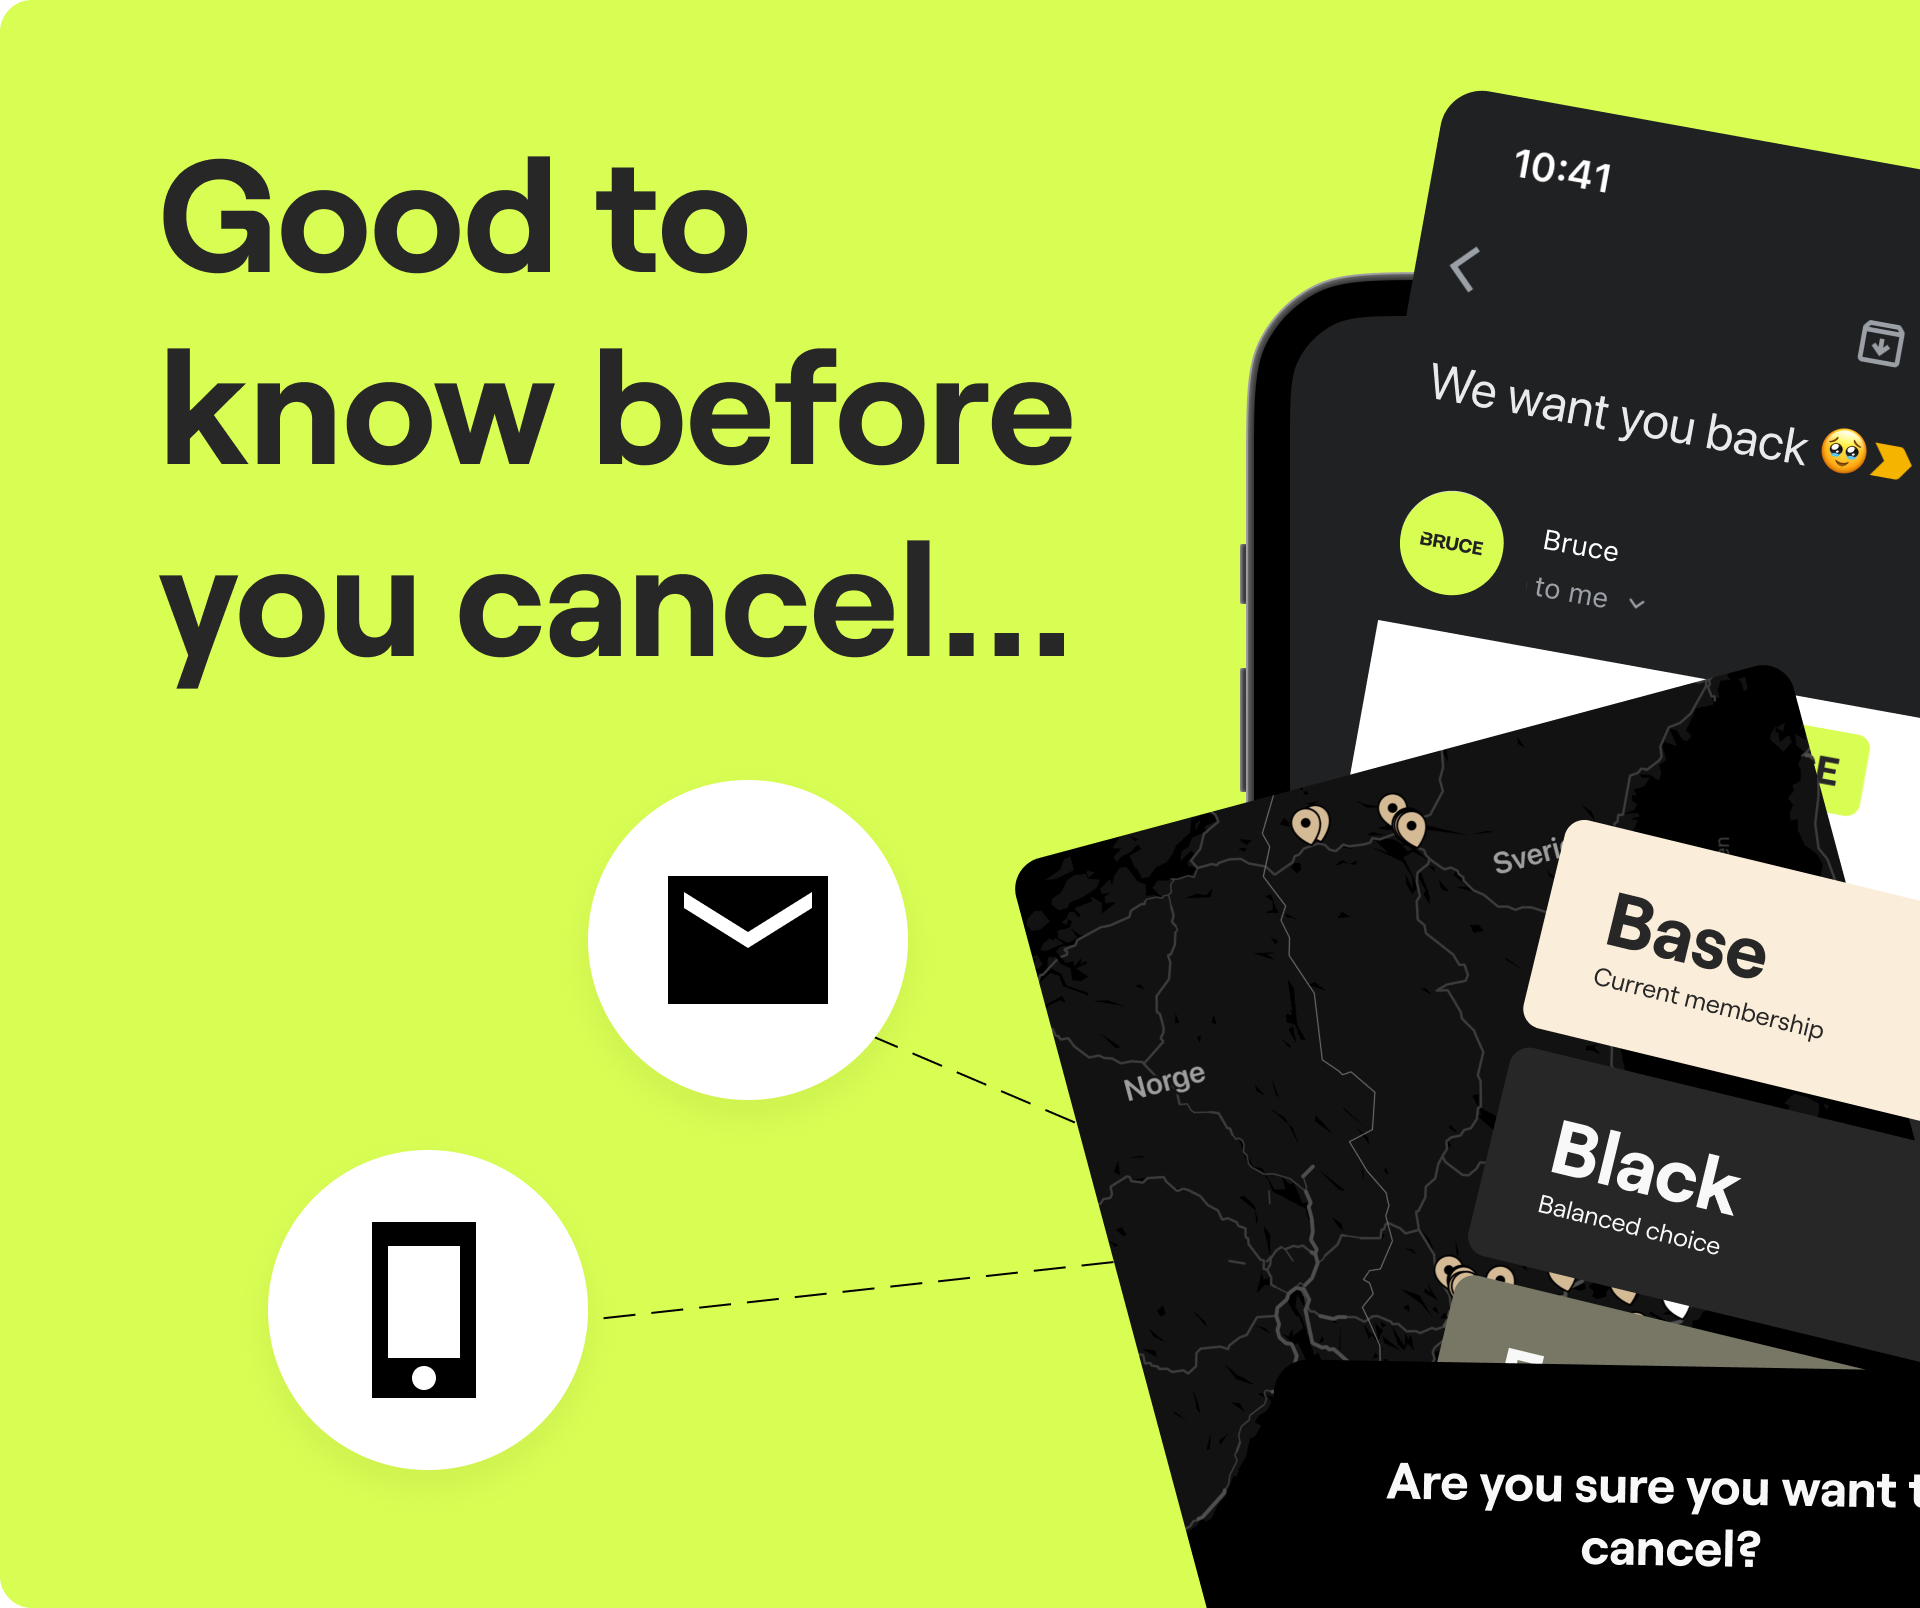 Good to
know before
you cancel...
10:41
We want you back 🥹
BRUCE
Bruce
to me
Sveri
Base
Current membership
Norge
Black
Balanced choice
Are you sure you want t
cancel?